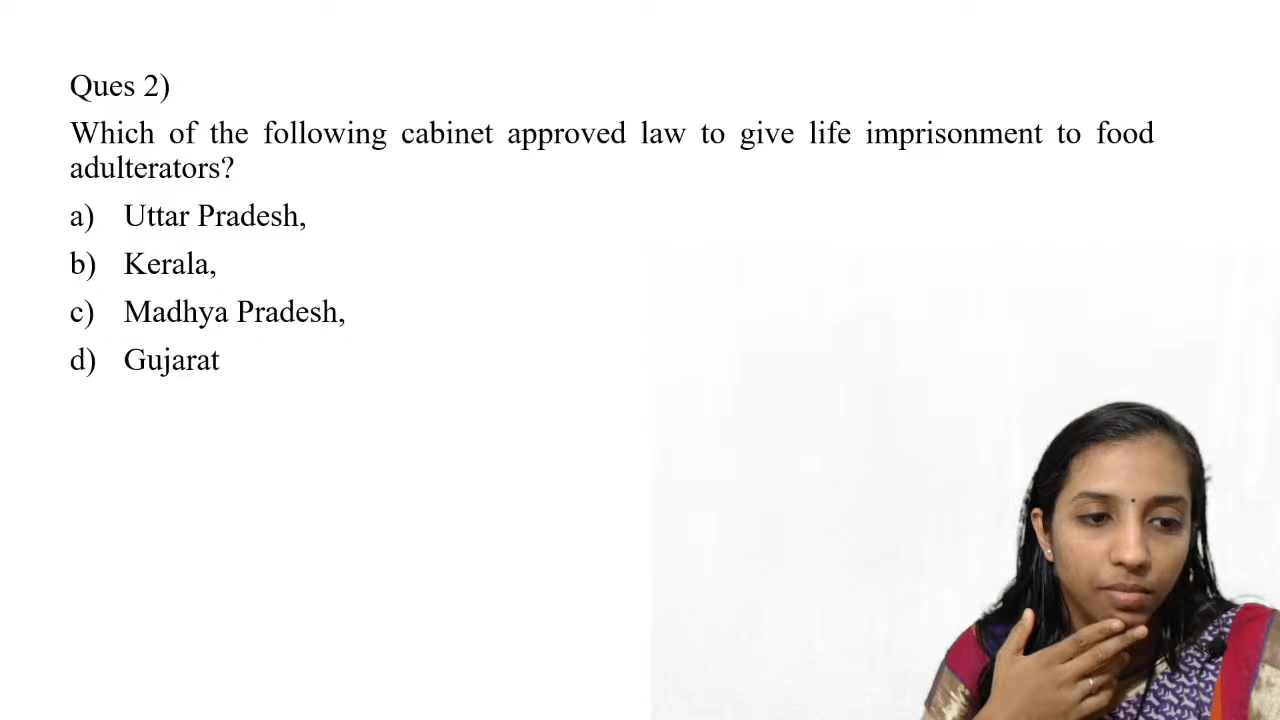 Ques 2)
Which of the following cabinet approved law to give life imprisonment to food
adulterators?
a) Uttar Pradesh,
b) Kerala,
c) Madhya Pradesh,
d) Gujarat